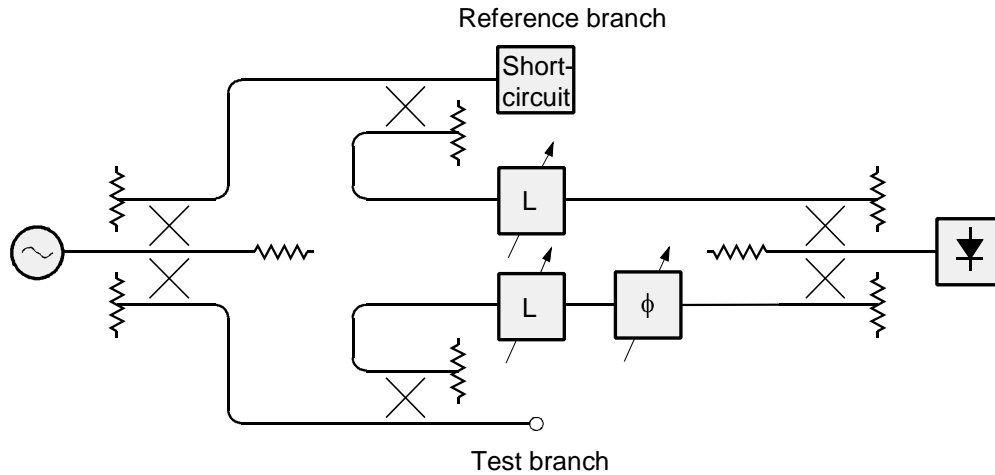 Reference branch
Short-
circuit
L
L
ϕ
Test branch